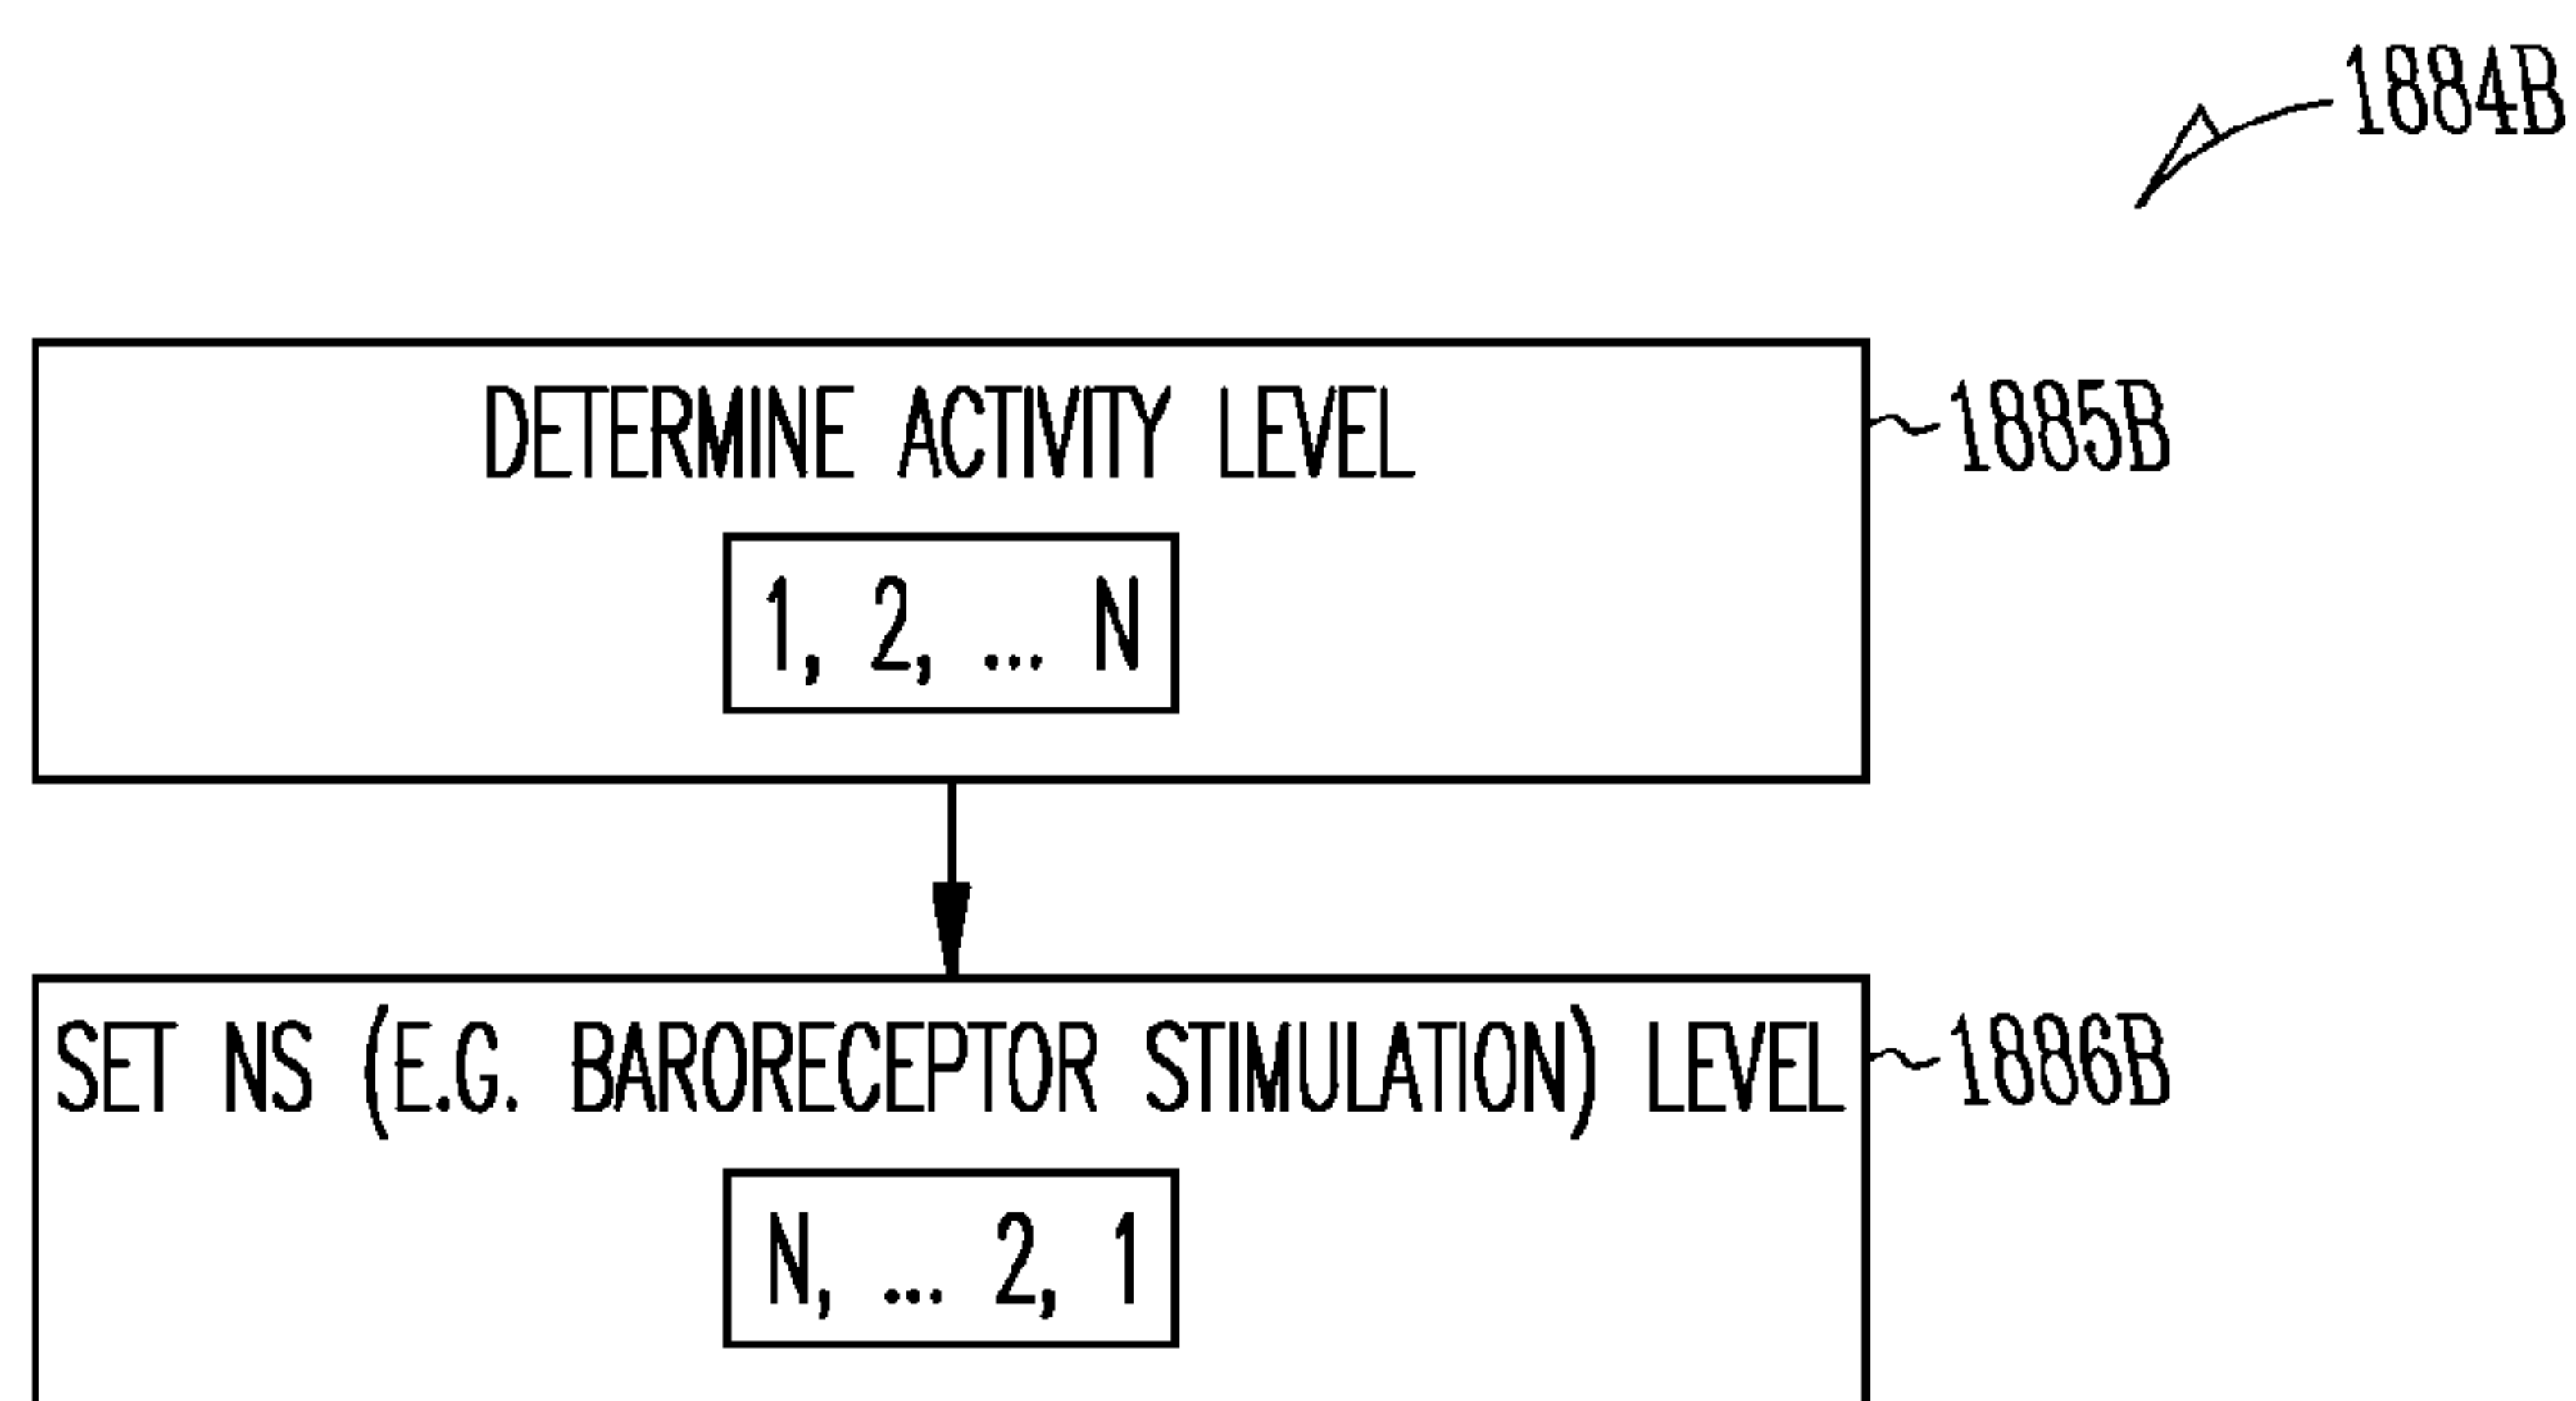 1884B
DETERMINE ACTIVITY LEVEL
1885B
1, 2, ... N
SET NS (E.G. BARORECEPTOR STIMULATION) LEVEL
1886B
N, ... 2, 1